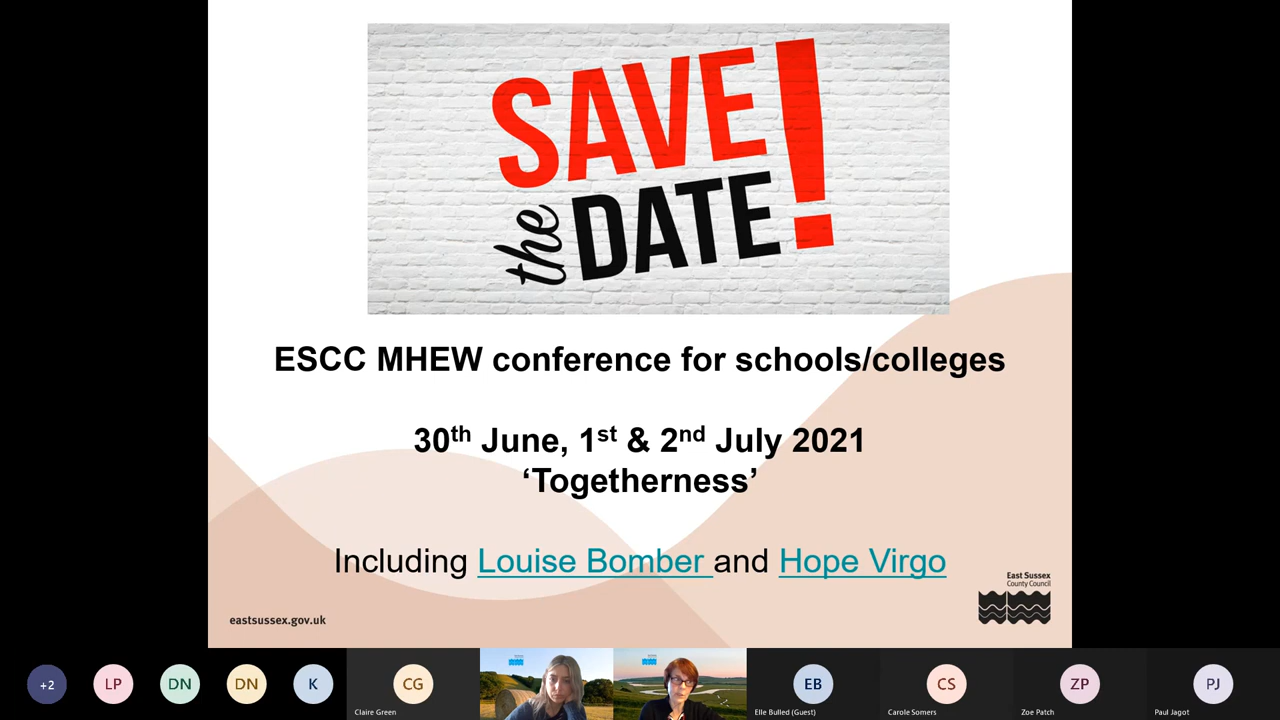 SAVE
the DATE!
ESCC MHEW conference for schools/colleges
30th June, 1st & 2nd July 2021
‘Togetherness’
Including Louise Bomber and Hope Virgo
East Sussex
County Council
eastsussex.gov.uk
+2
LP
DN
DN
K
CG
EB
CS
ZP
PJ
Claire Green
Elle Bulled (Guest)
Carole Somers
Zoe Patch
Paul Jagot